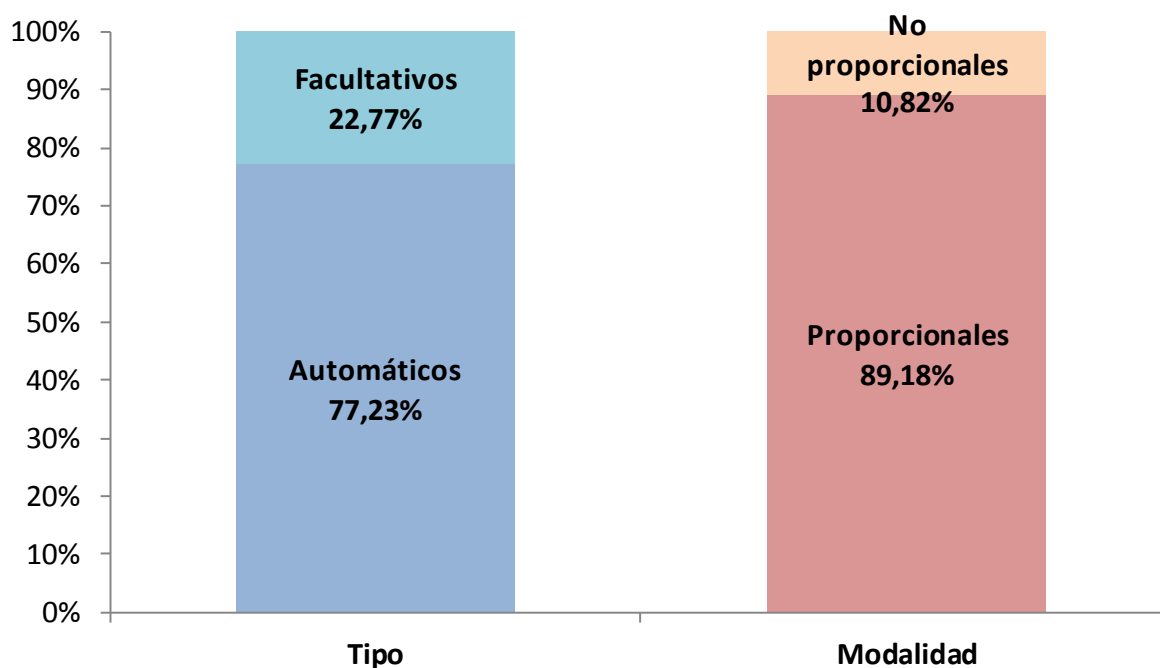 100%
90%
80%
70%
60%
50%
40%
30%
20%
10%
0%
Facultativos
22,77%
Automáticos
77,23%
No
proporcionales
10,82%
Proporcionales
89,18%
Tipo
Modalidad